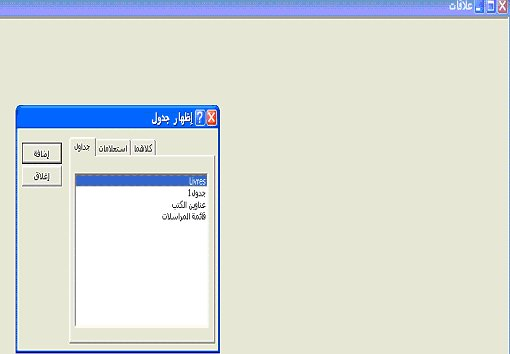 علاقات
إظهار جدول
جداول استعلامات كلاهما
إضافة
إغلاق
Livres
جدول1
عناوين الكتب
قائمة المراسلات